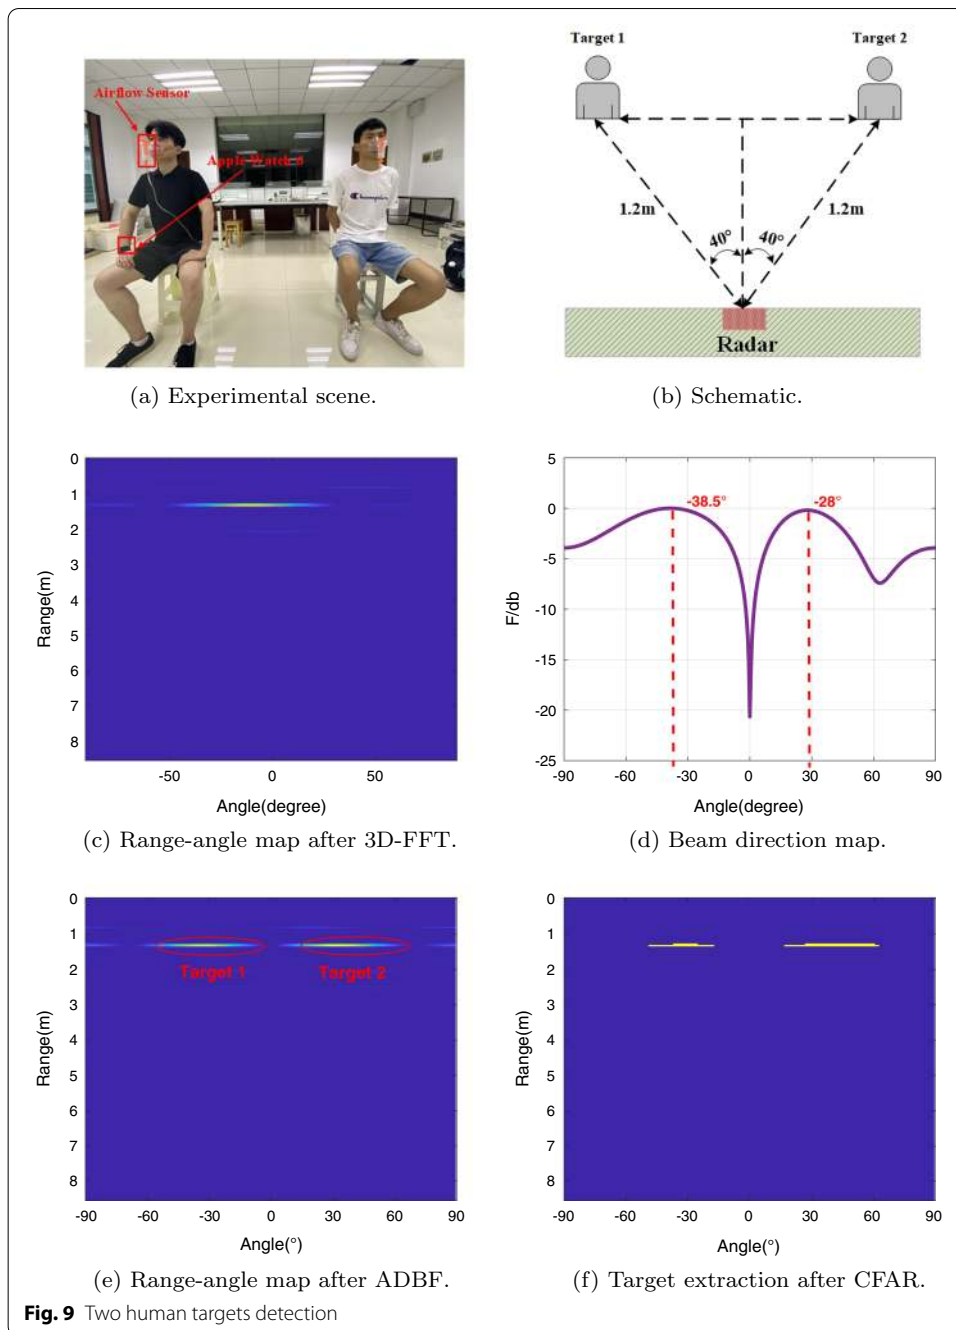 Airflow Sensor
Apple Watch 6
Champion
(a) Experimental scene.
Target 1
Target 2
1.2m
1.2m
40°
40°
Radar
(b) Schematic.
0
1
2
3
4
5
6
7
8
Range(m)
-50
0
50
Angle(degree)
(c) Range-angle map after 3D-FFT.
5
0
-5
-10
-15
-20
-25
F/db
-38.5°
-28°
-90
-60
-30
0
30
60
90
Angle(degree)
(d) Beam direction map.
0
1
2
3
4
5
6
7
8
Range(m)
Target 1
Target 2
-90
-60
-30
0
30
60
90
Angle(°)
(e) Range-angle map after ADBF.
0
1
2
3
4
5
6
7
8
Range(m)
-90
-60
-30
0
30
60
90
Angle(°)
(f) Target extraction after CFAR.
Fig. 9 Two human targets detection